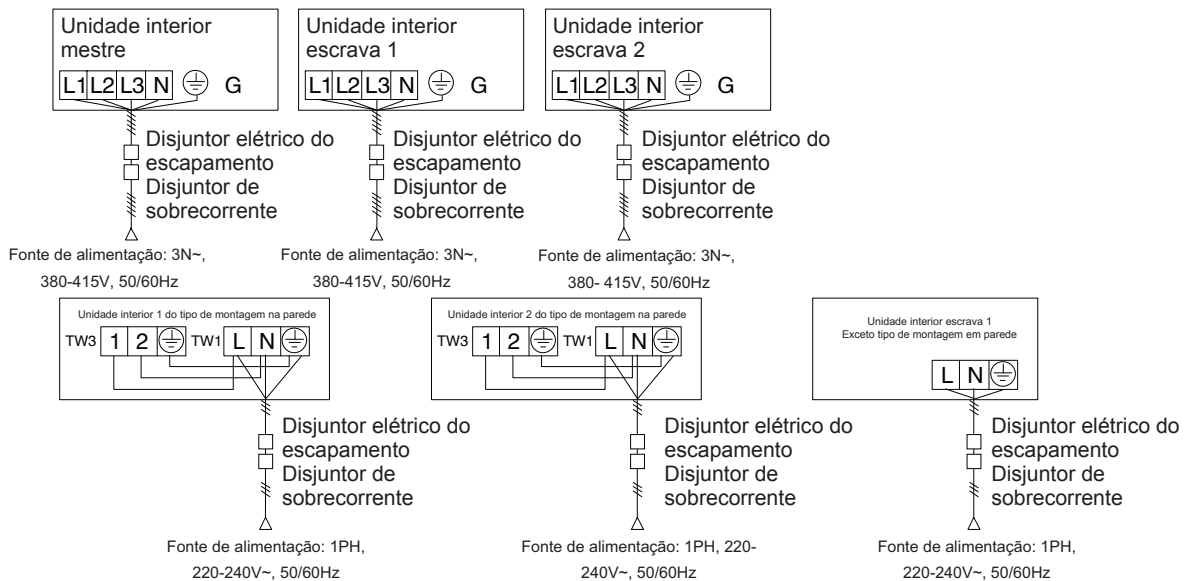 Unidade interior
mestre
L1 L2 L3 N G
Disjuntor elétrico do
escapamento
Disjuntor de
sobrecorrente
Fonte de alimentação: 3N~,
380-415V, 50/60Hz
Unidade interior
escrava 1
L1 L2 L3 N G
Disjuntor elétrico do
escapamento
Disjuntor de
sobrecorrente
Fonte de alimentação: 3N~,
380-415V, 50/60Hz
Unidade interior
escrava 2
L1 L2 L3 N G
Disjuntor elétrico do
escapamento
Disjuntor de
sobrecorrente
Fonte de alimentação: 3N~,
380- 415V, 50/60Hz
Unidade interior 1 do tipo de montagem na parede
TW3 1 2 TW1 L N
Disjuntor elétrico do
escapamento
Disjuntor de
sobrecorrente
Fonte de alimentação: 1PH,
220-240V~, 50/60Hz
Unidade interior 2 do tipo de montagem na parede
TW3 1 2 TW1 L N
Disjuntor elétrico do
escapamento
Disjuntor de
sobrecorrente
Fonte de alimentação: 1PH, 220-
240V~, 50/60Hz
Unidade interior escrava 1
Exceto tipo de montagem em parede
L N
Disjuntor elétrico do
escapamento
Disjuntor de
sobrecorrente
Fonte de alimentação: 1PH,
220-240V~, 50/60Hz